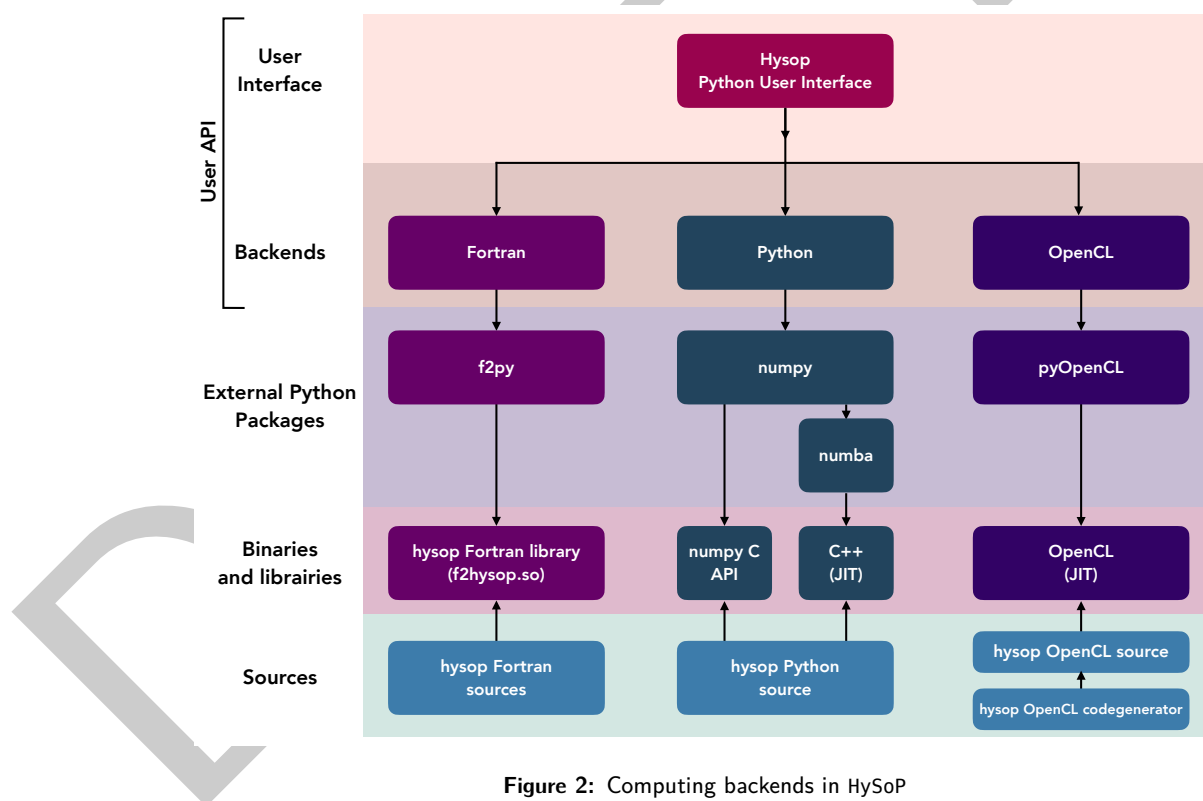 User
Interface
Hysop
Python User Interface
User API
Backends
Fortran
Python
OpenCL
External Python
Packages
f2py
numpy
pyOpenCL
numba
Binaries
and librairies
hysop Fortran library
(f2hysop.so)
numpy C
API
C++
(JIT)
OpenCL
(JIT)
Sources
hysop Fortran
sources
hysop Python
source
hysop OpenCL source
hysop OpenCL codegenerator
Figure 2: Computing backends in HySoP